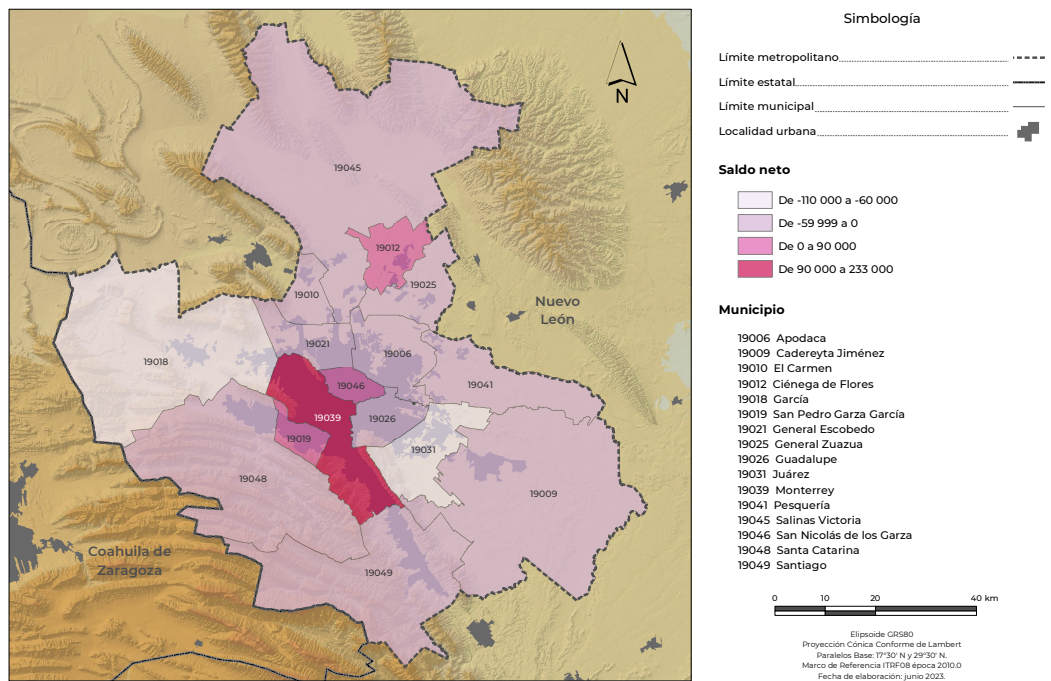 N
19045
19012
19025
19010
Nuevo
León
19021
19006
19018
19046
19041
19039
19026
19019
19031
19048
19009
Coahuila de
Zaragoza
19049
Simbología
Límite metropolitano
Límite estatal
Límite municipal
Localidad urbana
Saldo neto
De -110 000 a -60 000
De -59 999 a 0
De 0 a 90 000
De 90 000 a 233 000
Municipio
19006 Apodaca
19009 Cadereyta Jiménez
19010 El Carmen
19012 Ciénega de Flores
19018 García
19019 San Pedro Garza García
19021 General Escobedo
19025 General Zuazua
19026 Guadalupe
19031 Juárez
19039 Monterrey
19041 Pesquería
19045 Salinas Victoria
19046 San Nicolás de los Garza
19048 Santa Catarina
19049 Santiago
0 10 20 40 km
Elipsoide GRS80
Proyección Cónica Conforme de Lambert
Paralelos Base: 17°30' N y 29°30' N.
Marco de Referencia ITRF08 época 2010.0
Fecha de elaboración: junio 2023.